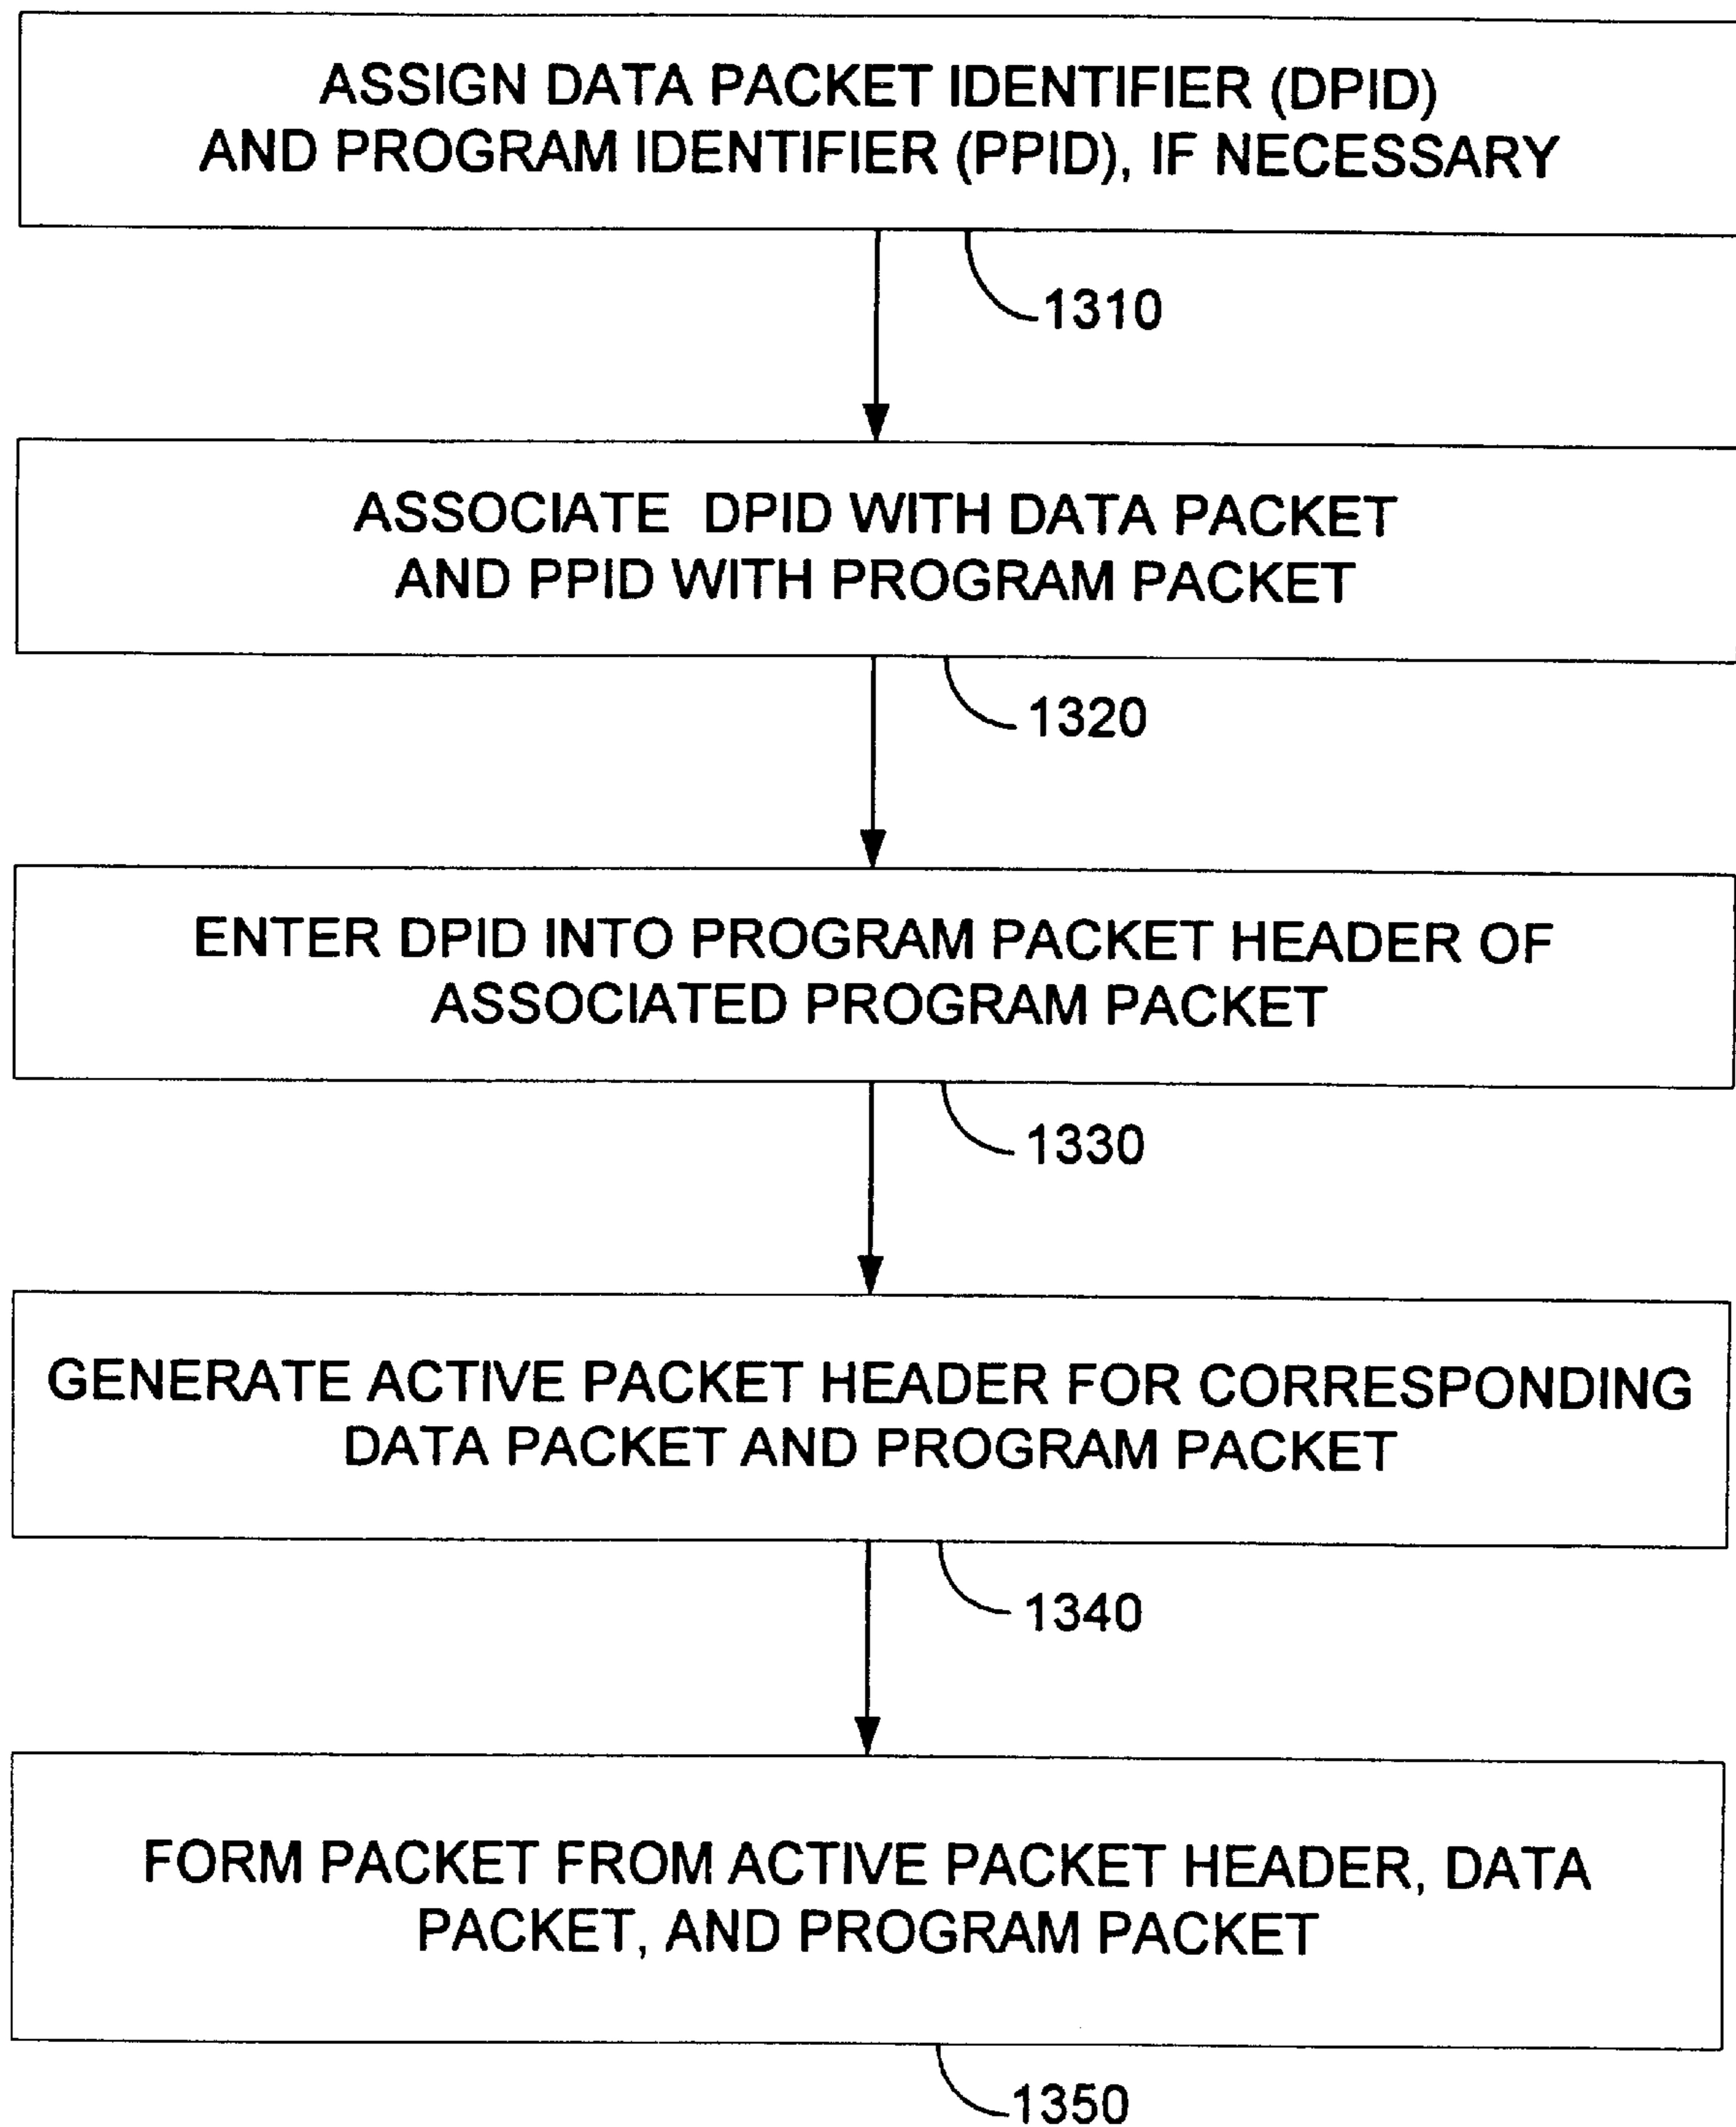 ASSIGN DATA PACKET IDENTIFIER (DPID)
AND PROGRAM IDENTIFIER (PPID), IF NECESSARY
1310
ASSOCIATE DPID WITH DATA PACKET
AND PPID WITH PROGRAM PACKET
1320
ENTER DPID INTO PROGRAM PACKET HEADER OF
ASSOCIATED PROGRAM PACKET
1330
GENERATE ACTIVE PACKET HEADER FOR CORRESPONDING
DATA PACKET AND PROGRAM PACKET
1340
FORM PACKET FROM ACTIVE PACKET HEADER, DATA
PACKET, AND PROGRAM PACKET
1350